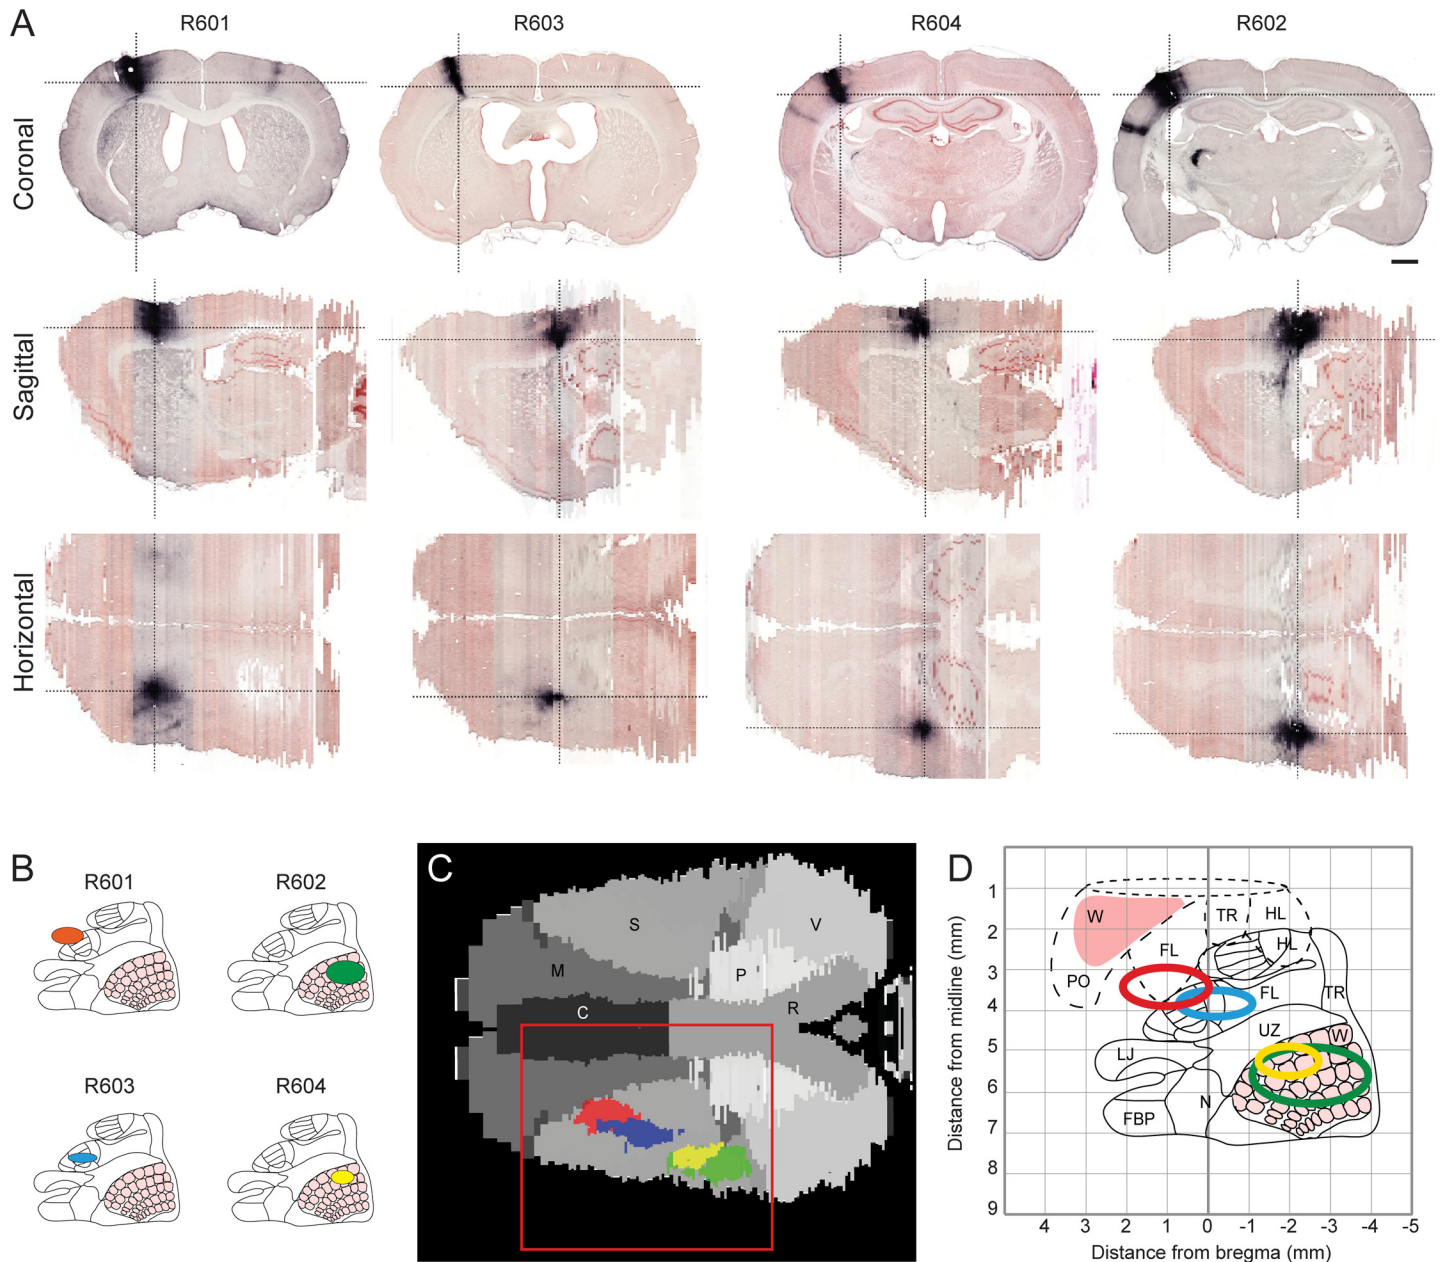 A
R601 R603 R604 R602
Coronal
Sagittal
Horizontal
B
R601 R602
R603 R604
C
S V
M P
C R
D
Distance from midline (mm)
1
2
3
4
5
6
7
8
9
W TR HL
HL
FL
PO
FL TR
UZ
W
LJ
N
FBP
4 3 2 1 0 -1 -2 -3 -4 -5
Distance from bregma (mm)